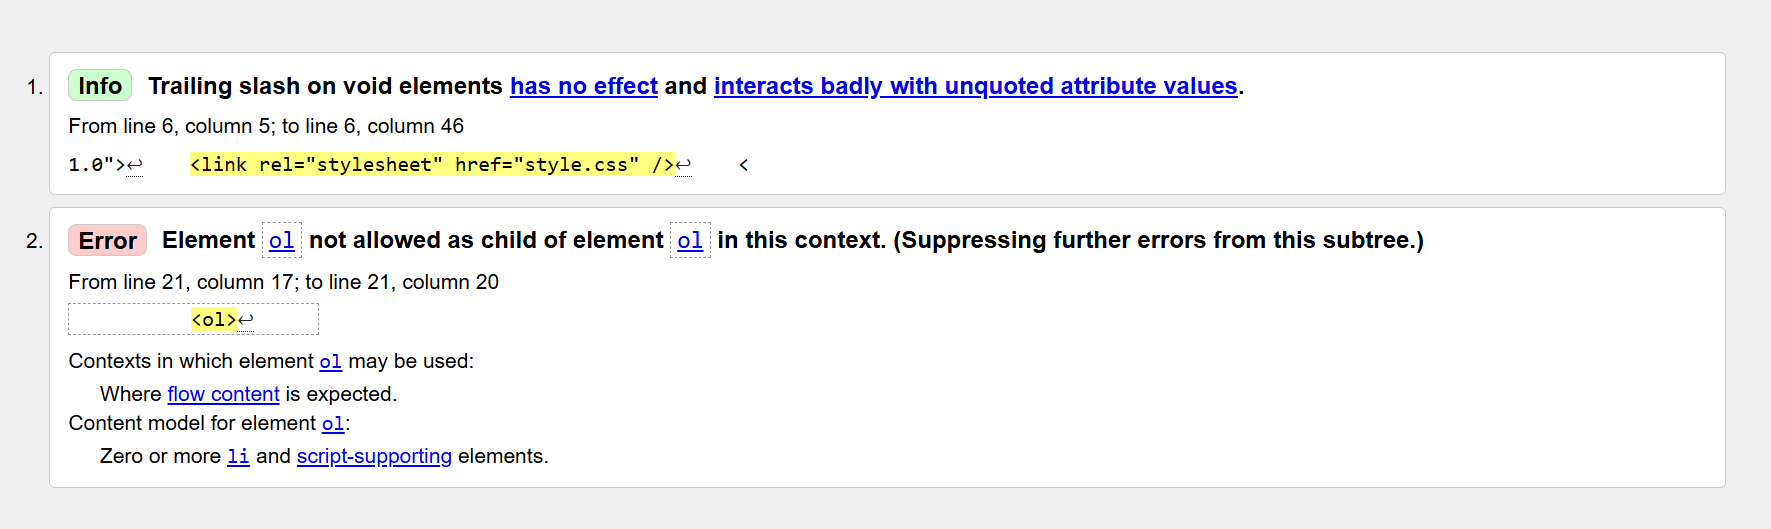 1. Info Trailing slash on void elements has no effect and interacts badly with unquoted attribute values.
From line 6, column 5; to line 6, column 46
1.0">↩    <link rel="stylesheet" href="style.css" />↩    <
2. Error Element ol not allowed as child of element ol in this context. (Suppressing further errors from this subtree.)
From line 21, column 17; to line 21, column 20
<ol>↩
Contexts in which element ol may be used:
Where flow content is expected.
Content model for element ol:
Zero or more li and script-supporting elements.